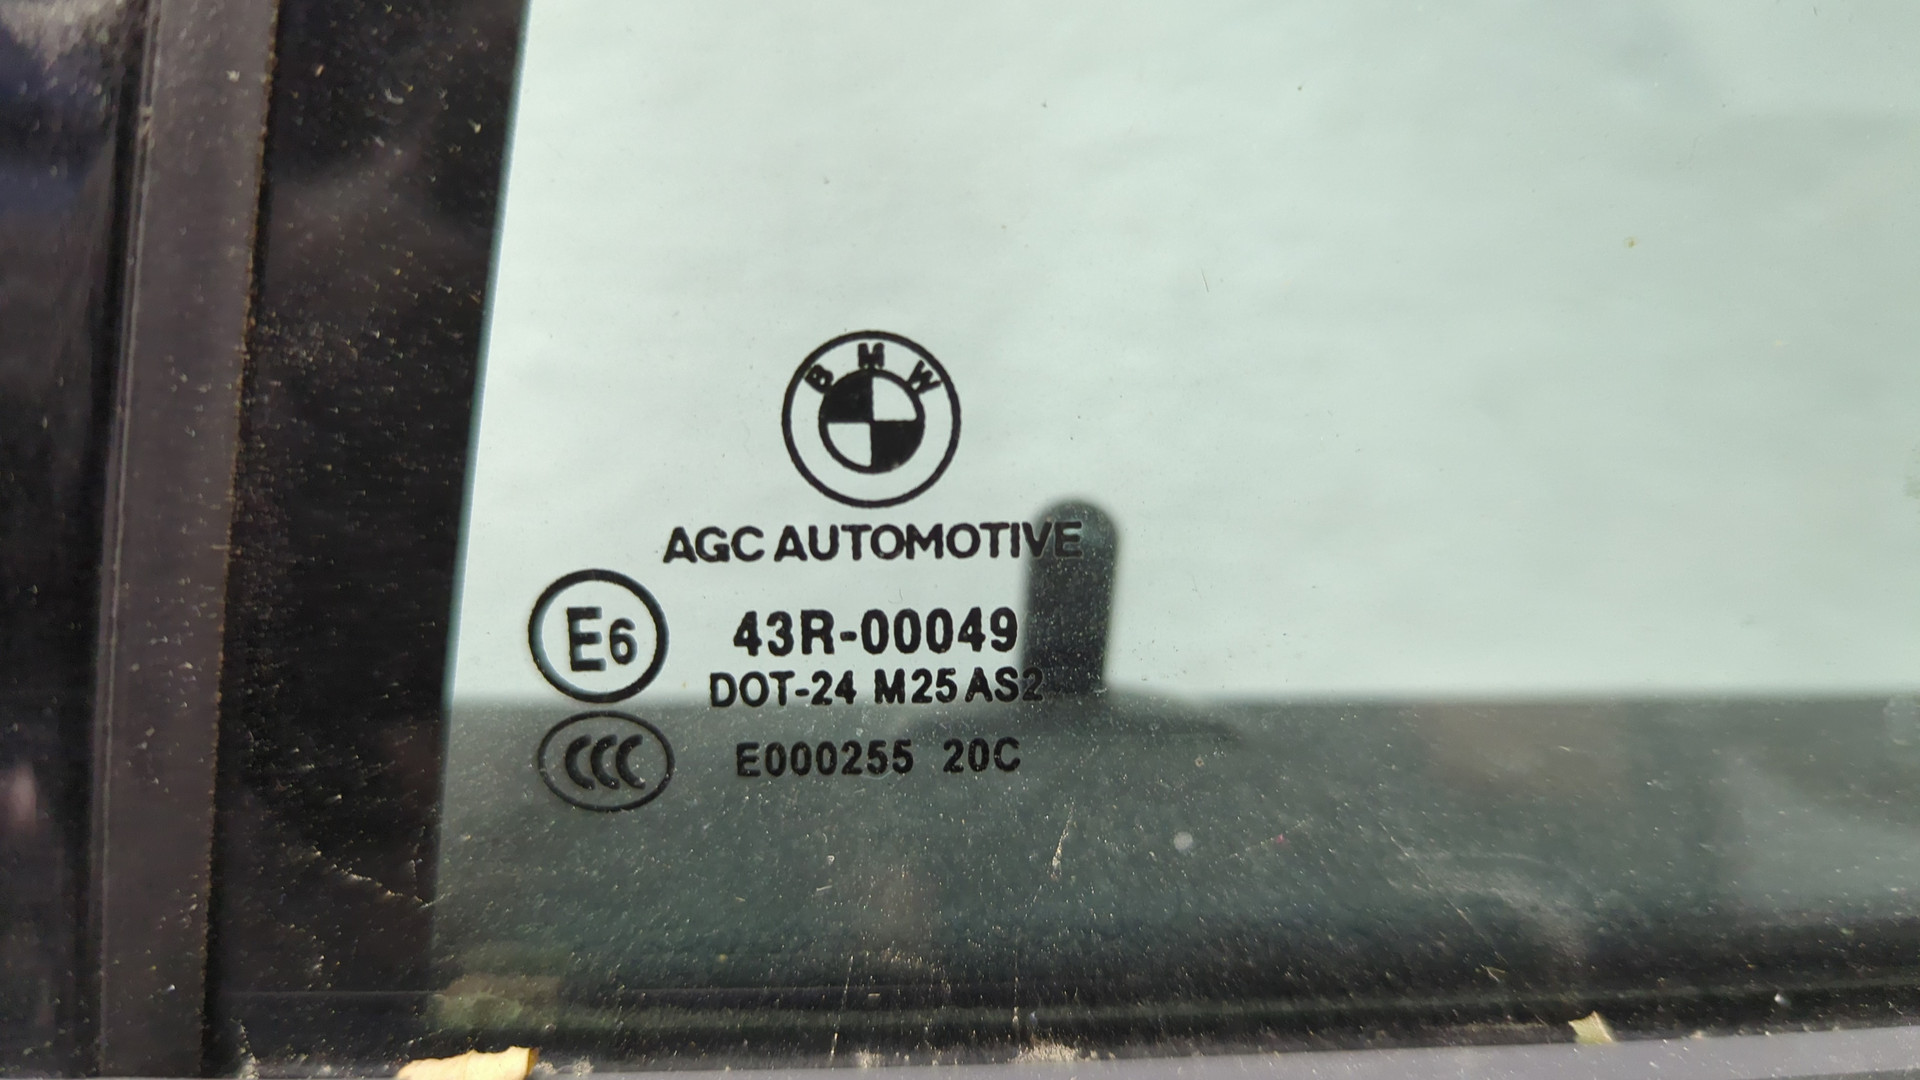 BMW
AGC AUTOMOTIVE
E6 43R-00049
DOT-24 M25 AS2
CCC E000255 20C